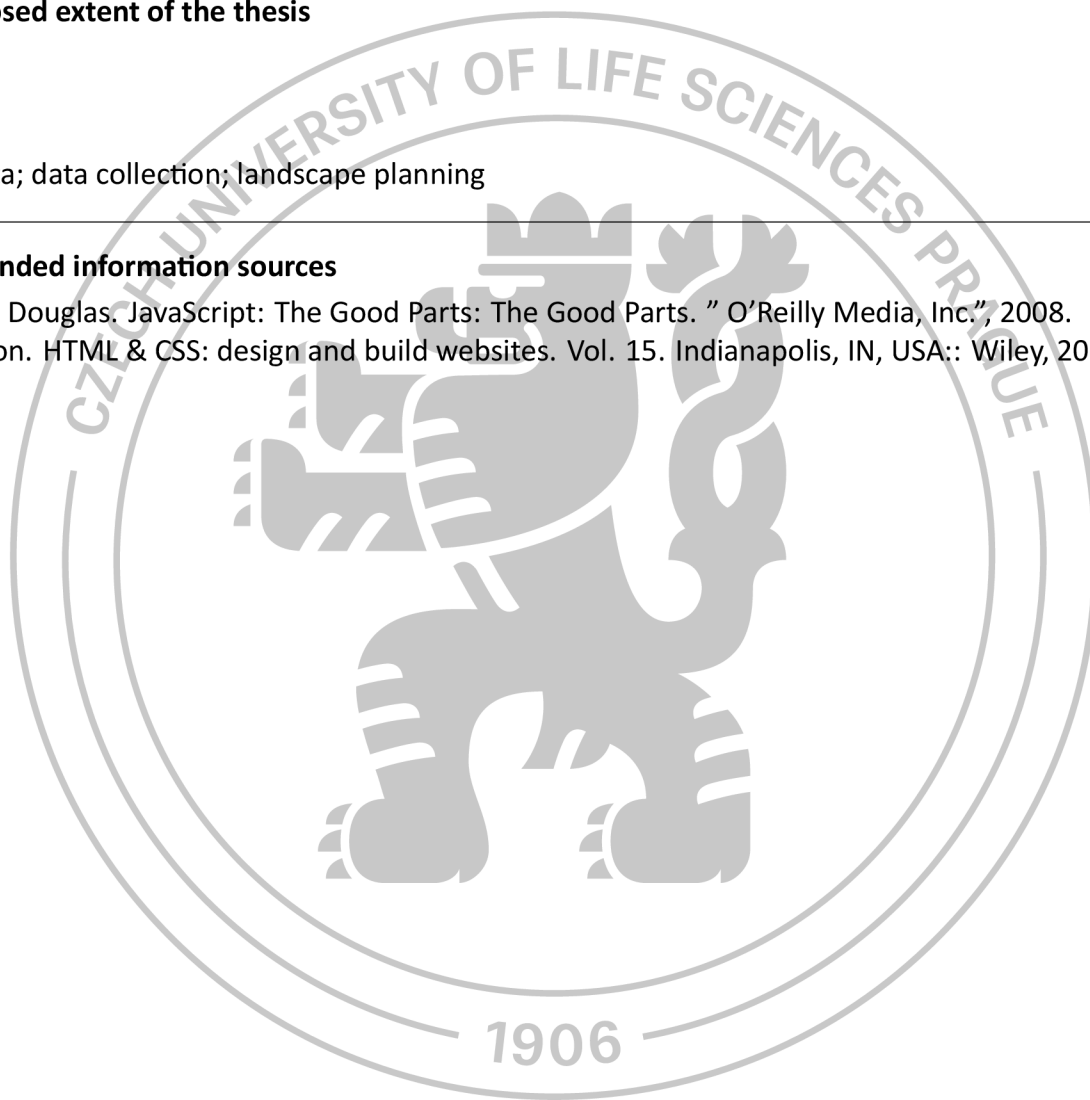 osed extent of the thesis
CZECH UNIVERSITY OF LIFE SCIENCES PRAGUE
a; data collection; landscape planning
nded information sources
Douglas. JavaScript: The Good Parts: The Good Parts. ” O’Reilly Media, Inc.”, 2008.
on. HTML & CSS: design and build websites. Vol. 15. Indianapolis, IN, USA:: Wiley, 20
1906